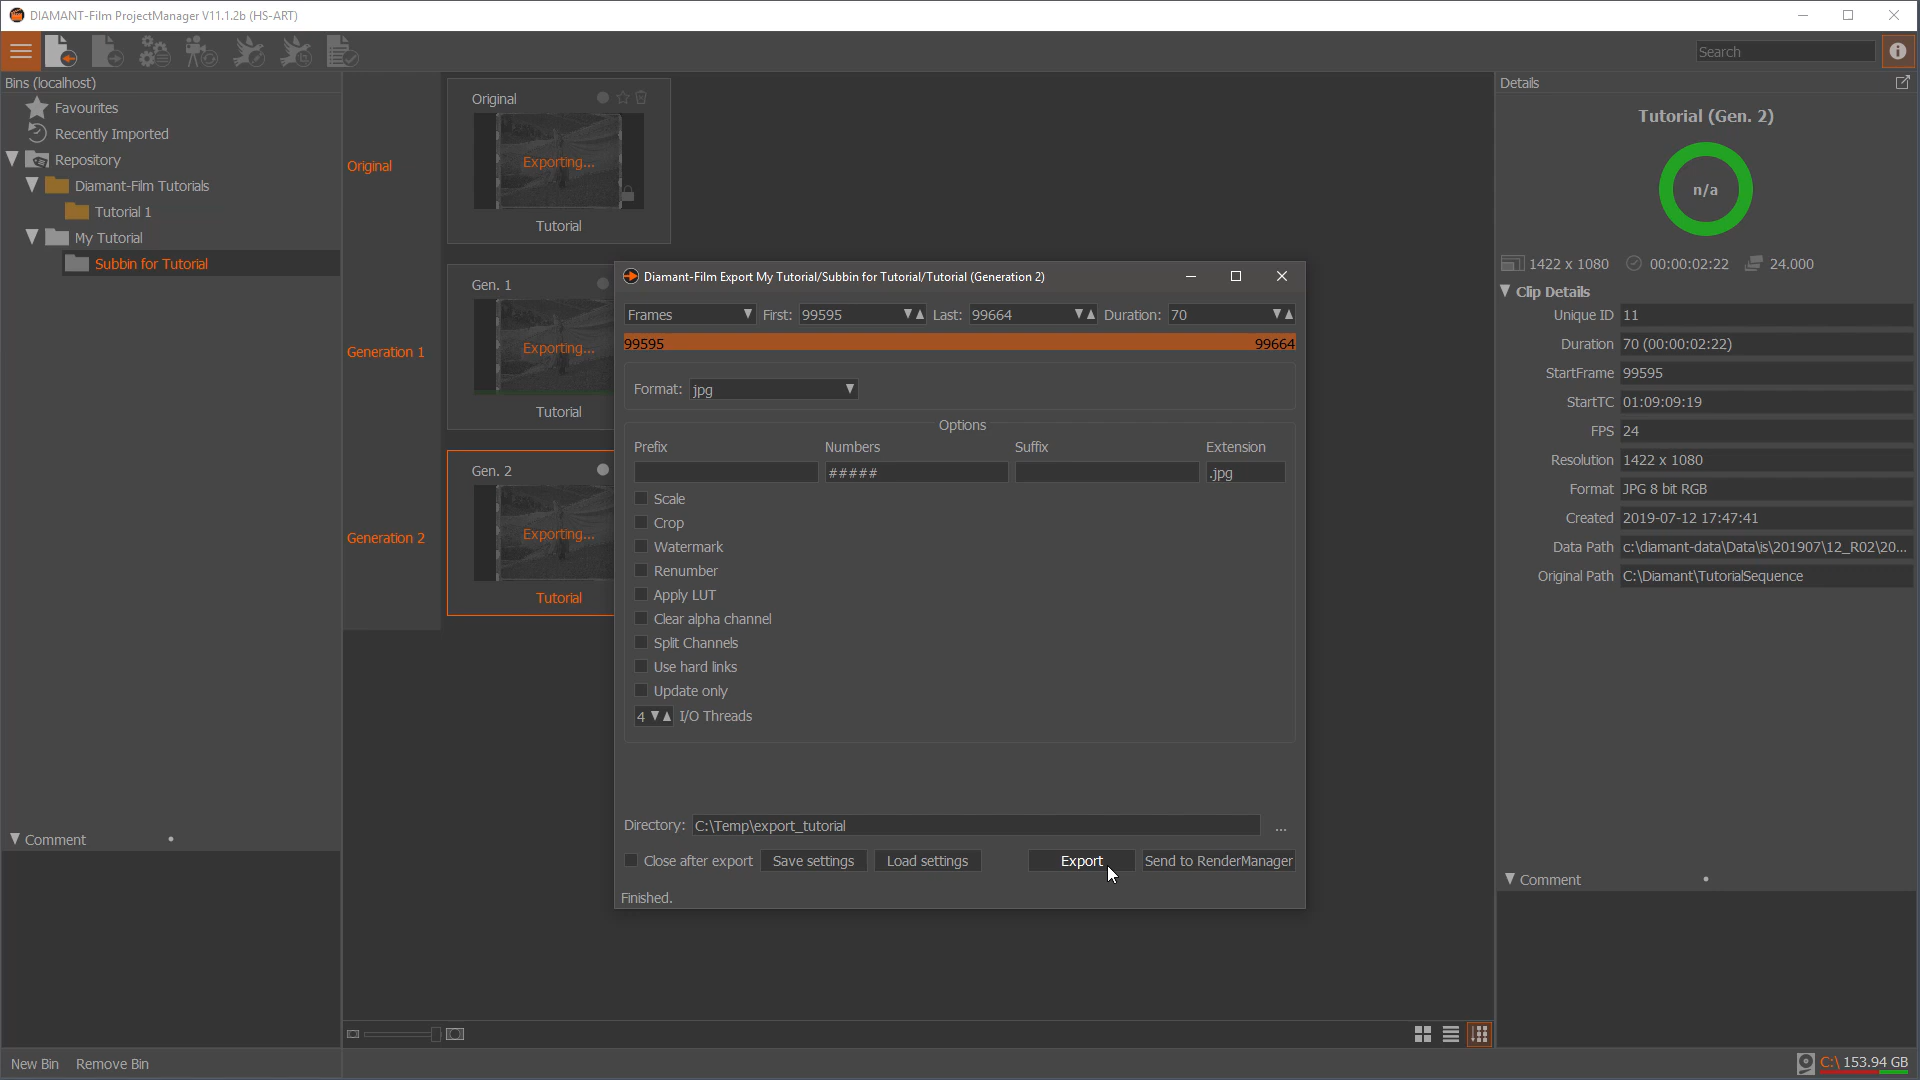 DIAMANT-Film ProjectManager V11.1.2b (HS-ART)
Search
Bins (localhost)
Favourites
Recently Imported
Repository
Diamant-Film Tutorials
Tutorial 1
My Tutorial
Subbin for Tutorial
Comment
New Bin Remove Bin
Original
Original
Exporting...
Tutorial
Generation 1
Gen. 1
Exporting...
Tutorial
Generation 2
Gen. 2
Exporting...
Tutorial
Diamant-Film Export My Tutorial/Subbin for Tutorial/Tutorial (Generation 2)
Frames First: 99595 Last: 99664 Duration: 70
99595 99664
Format: jpg
Options
Prefix Numbers Suffix Extension
##### .jpg
Scale
Crop
Watermark
Renumber
Apply LUT
Clear alpha channel
Split Channels
Use hard links
Update only
4 I/O Threads
Directory: C:\Temp\export_tutorial ...
Close after export Save settings Load settings Export Send to RenderManager
Finished.
Details
Tutorial (Gen. 2)
n/a
1422 x 1080 00:00:02:22 24.000
Clip Details
Unique ID 11
Duration 70 (00:00:02:22)
StartFrame 99595
StartTC 01:09:09:19
FPS 24
Resolution 1422 x 1080
Format JPG 8 bit RGB
Created 2019-07-12 17:47:41
Data Path c:\diamant-data\Data\is\201907\12_R02\20...
Original Path C:\Diamant\TutorialSequence
Comment
C:\ 153.94 GB